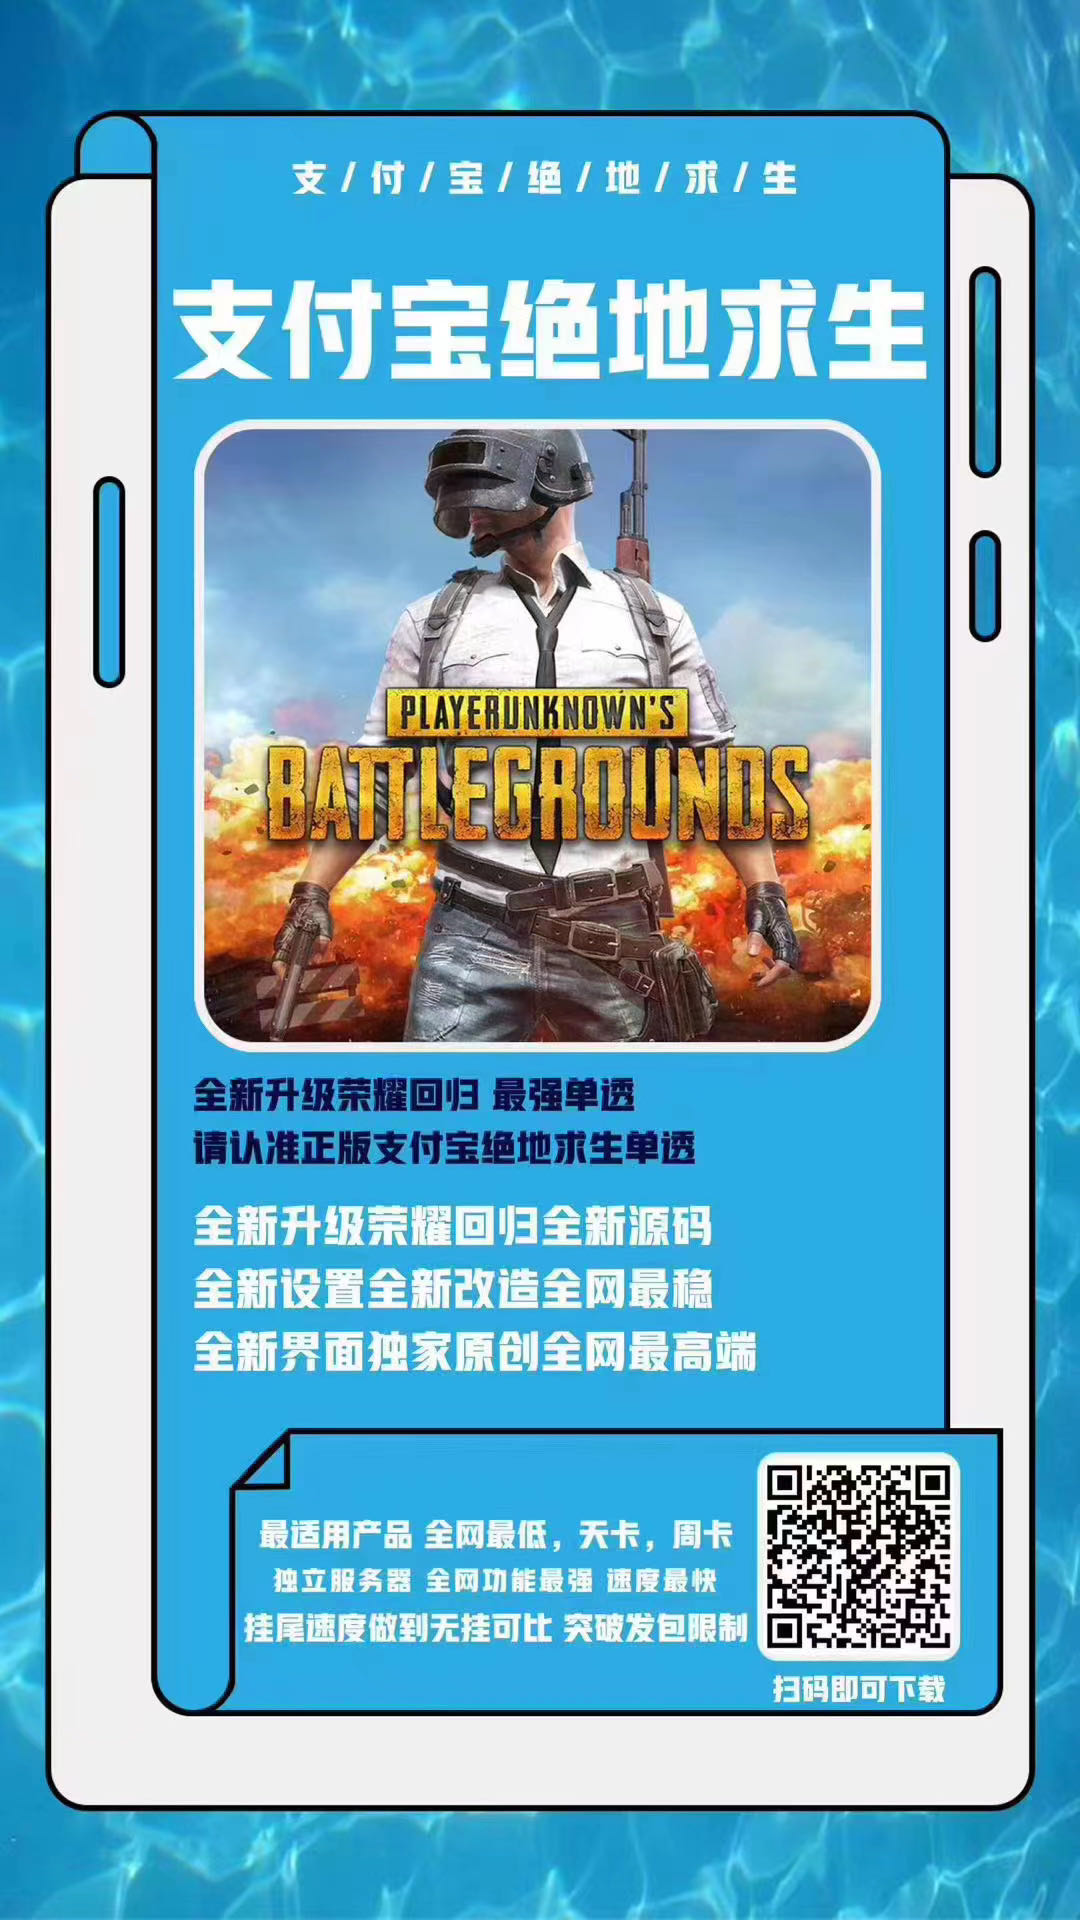 支/付/宝/绝/地/求/生
支付宝绝地求生
PLAYERUNKNOWN'S
BATTLEGROUNDS
全新升级荣耀回归 最强单透
请认准正版支付宝绝地求生单透
全新升级荣耀回归全新源码
全新设置全新改造全网最稳
全新界面独家原创全网最高端
最适用产品 全网最低，天卡，周卡
独立服务器 全网功能最强 速度最快
挂尾速度做到无挂可比 突破发包限制
扫码即可下载